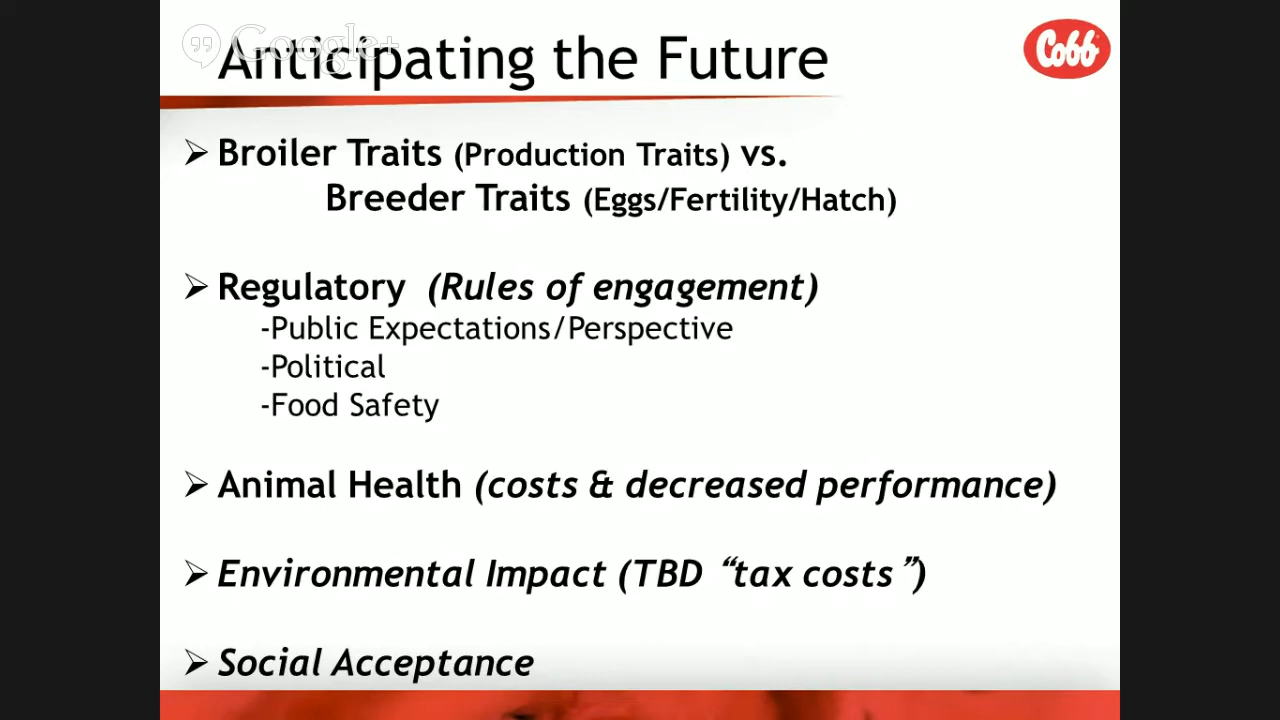 Google+
Anticipating the Future
Cobb
➢ Broiler Traits (Production Traits) vs.
Breeder Traits (Eggs/Fertility/Hatch)
➢ Regulatory (Rules of engagement)
-Public Expectations/Perspective
-Political
-Food Safety
➢ Animal Health (costs & decreased performance)
➢ Environmental Impact (TBD “tax costs”)
➢ Social Acceptance